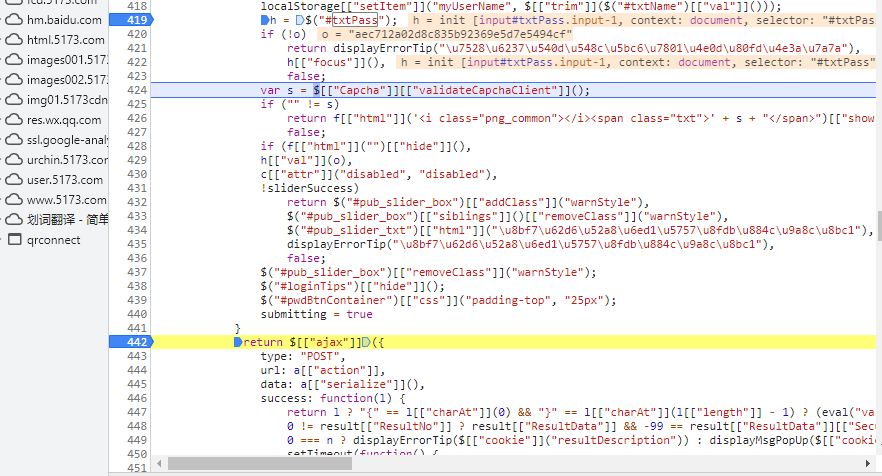 fcd.5173.com
hm.baidu.com
html.5173.com
images001.5173
images002.5173
img01.5173cdn
res.wx.qq.com
ssl.google-analy
urchin.5173.com
user.5173.com
www.5173.com
划词翻译 - 简单
qrconnect
418 localStorage[["setItem"]]("myUserName", $[["trim"]]($("#txtName")[["val"]]()));
419 h = $("#txtPass"); h = init [input#txtPass.input-1, context: document, selector: "#txtPas
420 if (!o) o = "aec712a02d8c835b92369e5d7e5494cf"
421 return displayErrorTip("\u7528\u6237\u540d\u548c\u5bc6\u7801\u4e0d\u80fd\u4e3a\u7a7a"),
422 h[["focus"]](), h = init [input#txtPass.input-1, context: document, selector: "#txtPass"
423 false;
424 var s = $[["Capcha"]][["validateCapchaClient"]]();
425 if ("" != s)
426 return f[["html"]]('<i class="png_common"></i><span class="txt">' + s + "</span>")[["show
427 false;
428 if (f[["html"]]("")[["hide"]](),
429 h[["val"]](o),
430 c[["attr"]]("disabled", "disabled"),
431 !sliderSuccess)
432 return $("#pub_slider_box")[["addClass"]]("warnStyle"),
433 $("#pub_slider_box")[["siblings"]]()[["removeClass"]]("warnStyle"),
434 $("#pub_slider_txt")[["html"]]("\u8bf7\u62d6\u52a8\u6ed1\u5757\u8fdb\u884c\u9a8c\u8bc1"),
435 displayErrorTip("\u8bf7\u62d6\u52a8\u6ed1\u5757\u8fdb\u884c\u9a8c\u8bc1"),
436 false;
437 $("#pub_slider_box")[["removeClass"]]("warnStyle");
438 $("#loginTips")[["hide"]]();
439 $("#pwdBtnContainer")[["css"]]("padding-top", "25px");
440 submitting = true
441 }
442 return $[["ajax"]]({
443 type: "POST",
444 url: a[["action"]],
445 data: a[["serialize"]](),
446 success: function(l) {
447 return l ? "{" == l[["charAt"]](0) && "}" == l[["charAt"]](l[["length"]] - 1) ? (eval("va
448 0 != result[["ResultNo"]] ? result[["ResultData"]] && -99 == result[["ResultData"]][["Sec
449 0 === n ? displayErrorTip($[["cookie"]]("resultDescription")) : displayMsgPopUp($[["cook
450 setTimeout(function() {
451